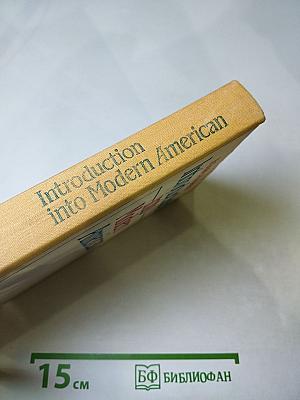 Introduction
into Modern American
15 см
БФ БИБЛИОФАН